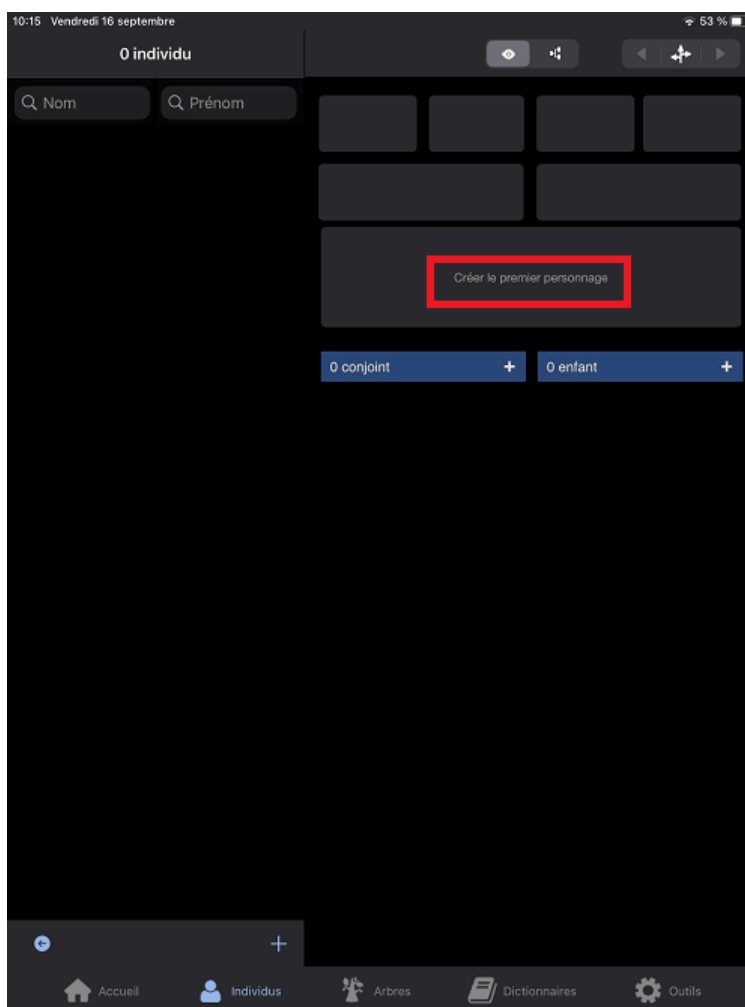 10:15 Vendredi 16 septembre 53 %
0 individu
Nom Prénom
Créer le premier personnage
0 conjoint + 0 enfant +
Accueil Individus Arbres Dictionnaires Outils